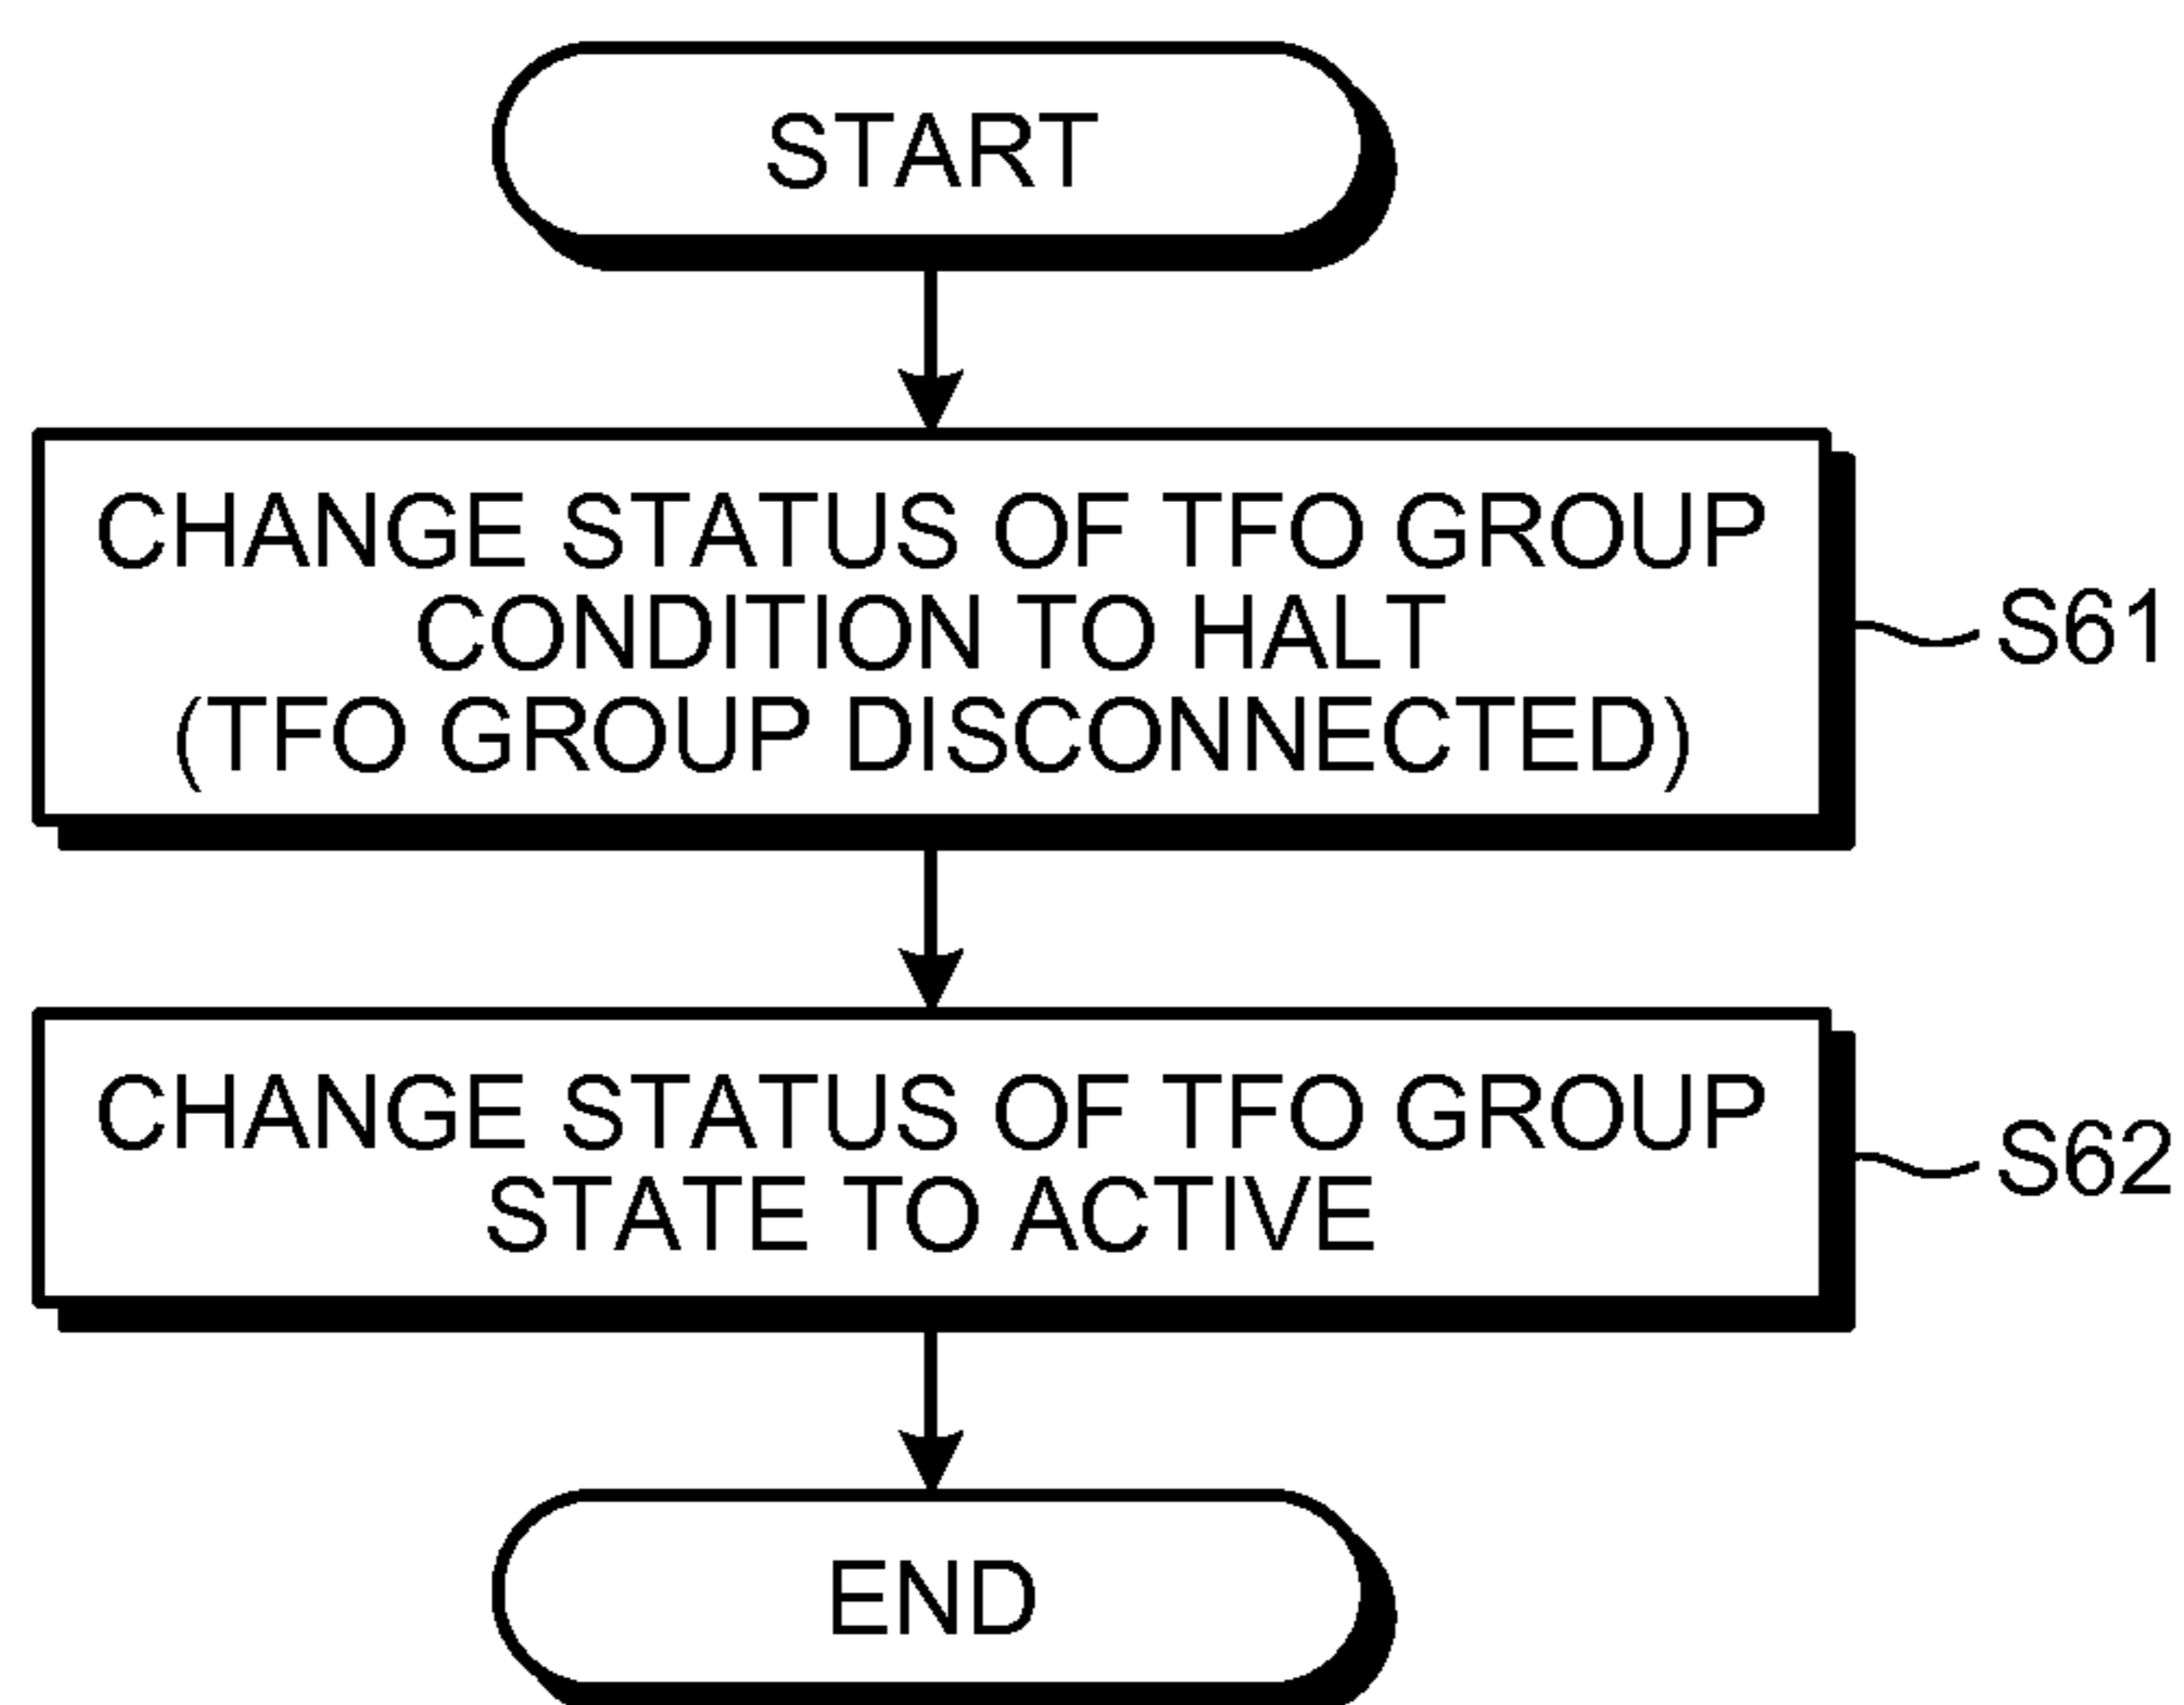 START
CHANGE STATUS OF TFO GROUP
CONDITION TO HALT
(TFO GROUP DISCONNECTED)
S61
CHANGE STATUS OF TFO GROUP
STATE TO ACTIVE
S62
END